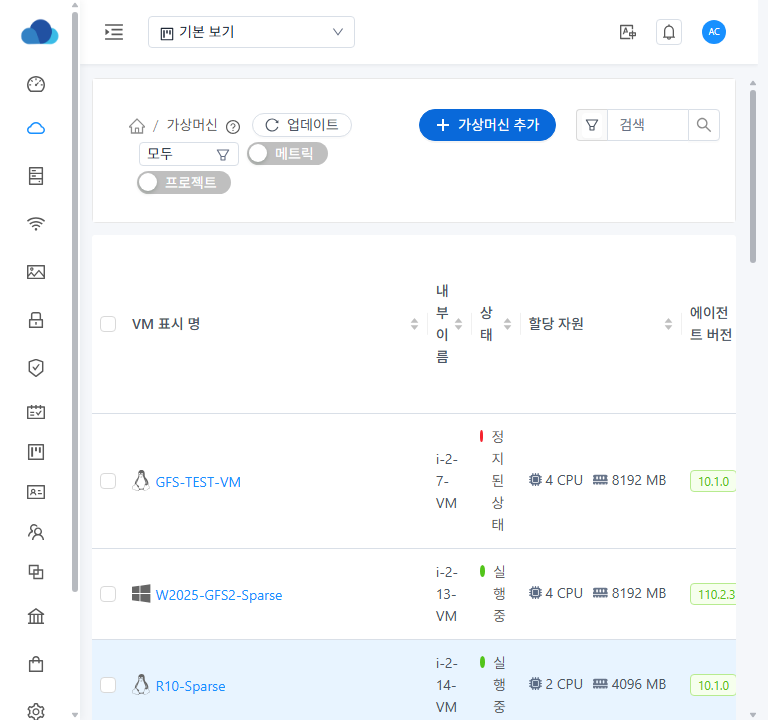 기본 보기
AC
/ 가상머신
업데이트
가상머신 추가
검색
모두
메트릭
프로젝트
VM 표시 명
내
부
이
름
상
태
할당 자원
에이전
트 버전
GFS-TEST-VM
i-2-
7-
VM
정
지
된
상
태
4 CPU
8192 MB
10.1.0
W2025-GFS2-Sparse
i-2-
13-
VM
실
행
중
4 CPU
8192 MB
110.2.3
R10-Sparse
i-2-
14-
VM
실
행
중
2 CPU
4096 MB
10.1.0